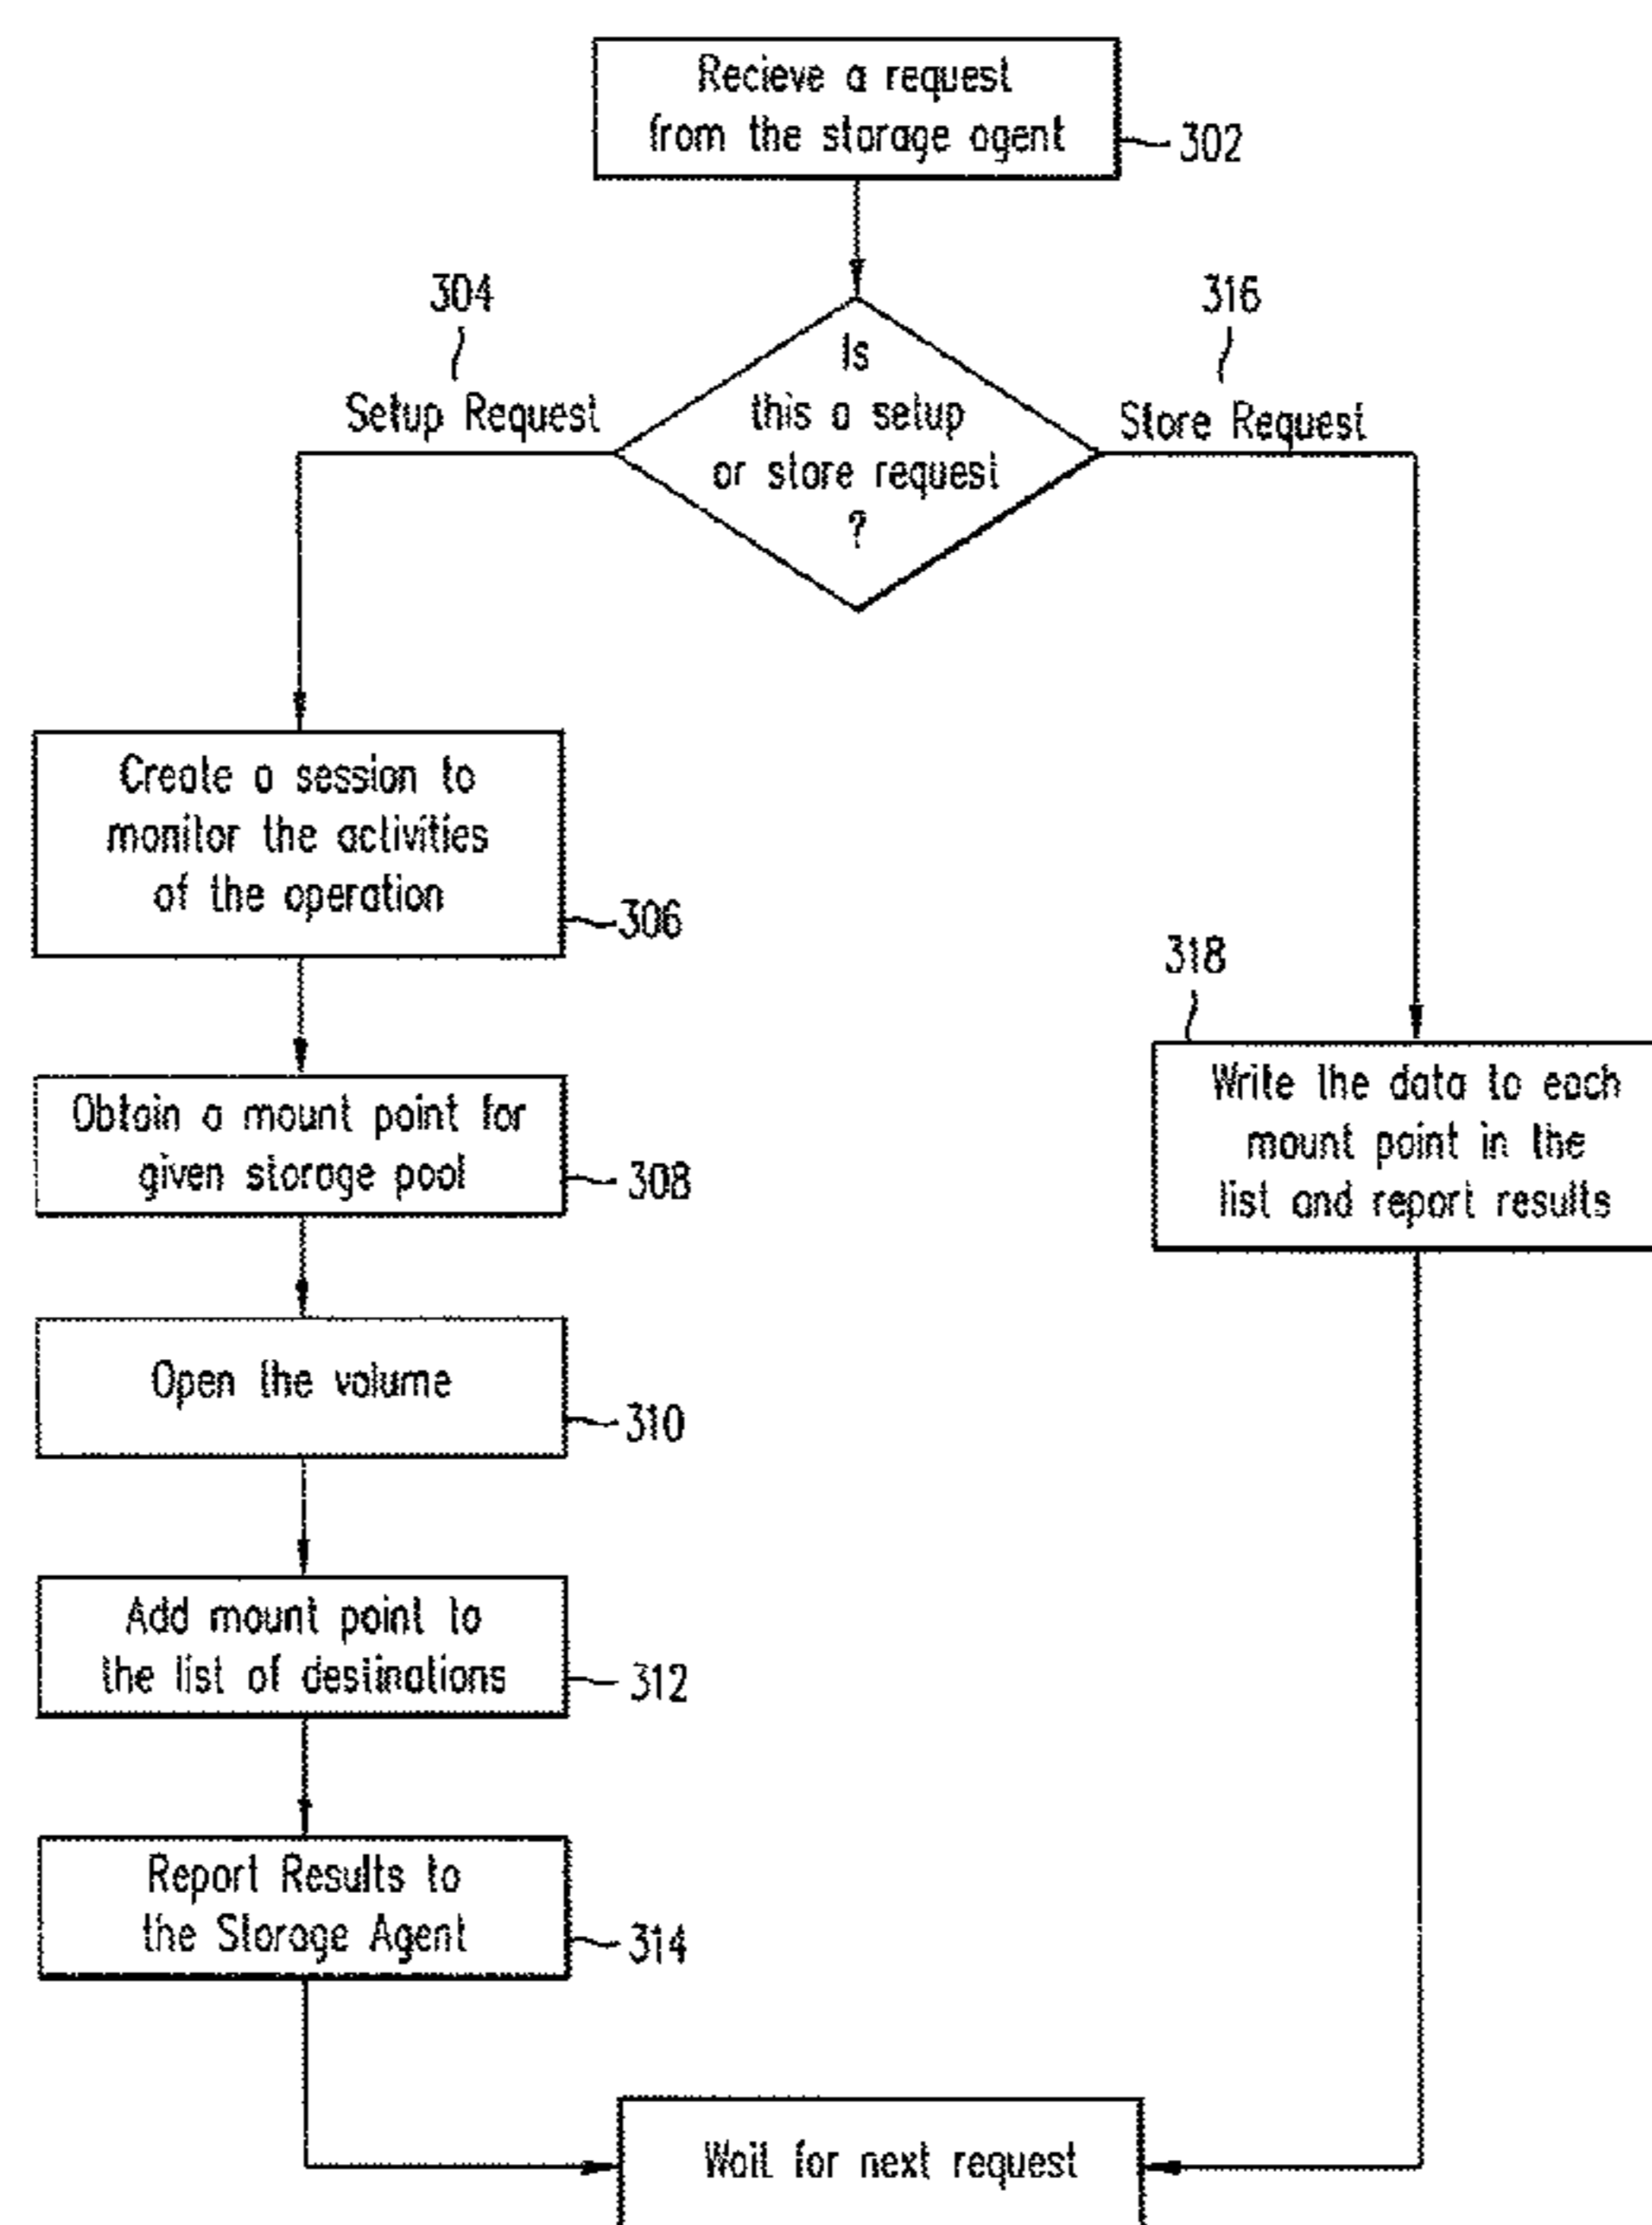 Recieve a request
from the storage agent
302
304
316
Is
this a setup
or store request
?
Setup Request
Store Request
Create a session to
monitor the activities
of the operation
306
318
Obtain a mount point for
given storage pool
308
Write the data to each
mount point in the
list and report results
Open the volume
310
Add mount point to
the list of destinations
312
Report Results to
the Storage Agent
314
Wait for next request